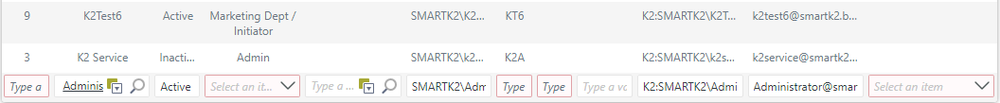 9 K2Test6 Active Marketing Dept / SMARTK2\K2... KT6 K2:SMARTK2\K2T... k2test6@smartk2.b...
Initiator
3 K2 Service Inacti... Admin SMARTK2\k2... K2A K2:SMARTK2\k2s... k2service@smartk2...
Type a Adminis Active Select an it... Type a ... SMARTK2\Adm Type Type Type a va K2:SMARTK2\Admi Administrator@smar Select an item